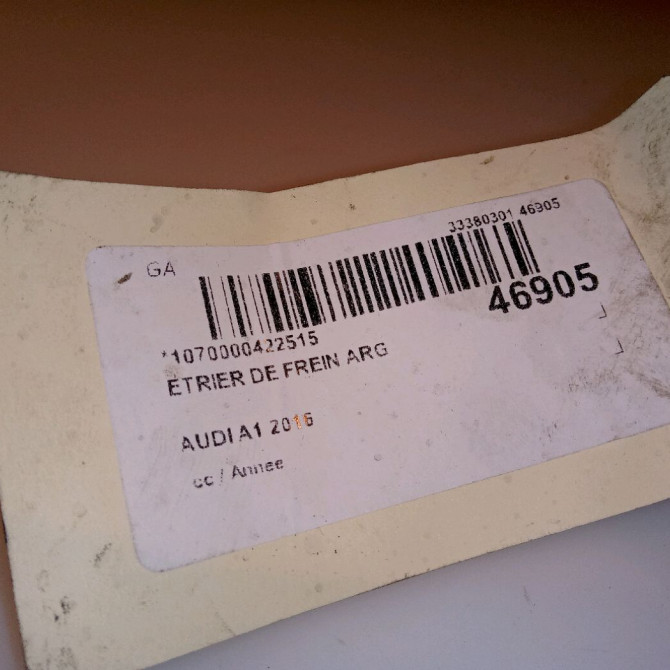 GA
33380301 46905
46905
*1070000422515
ETRIER DE FREIN ARG
AUDI A1 2016
cc / Annee